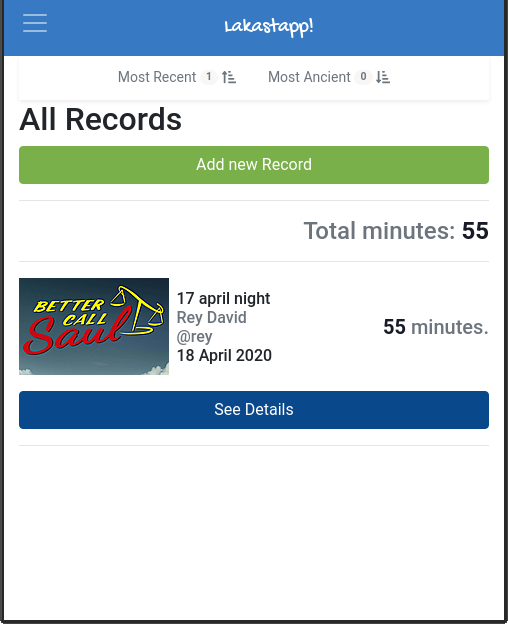 Lakastapp!
Most Recent 1 Most Ancient 0
All Records
Add new Record
Total minutes: 55
BETTER
CALL
Saul
17 april night
Rey David
@rey
18 April 2020
55 minutes.
See Details